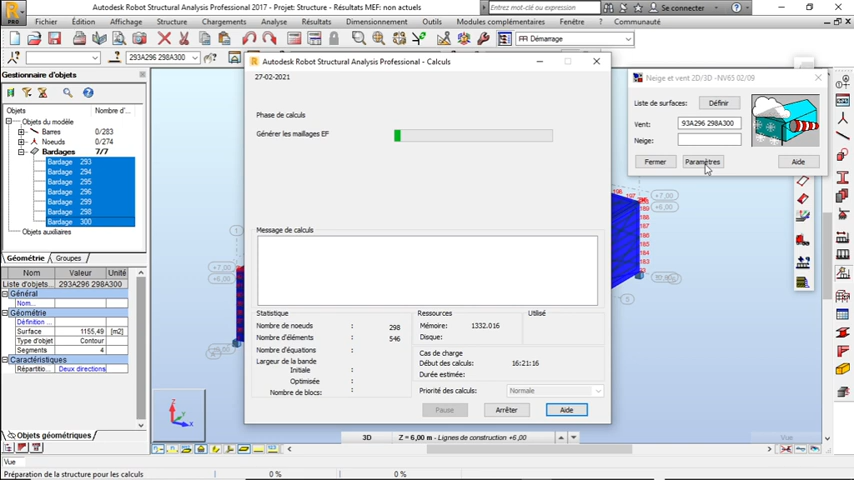 Autodesk Robot Structural Analysis Professional 2017 - Projet: Structure - Résultats MEF: non actuels
Entrez mot-clé ou expression
Se connecter
PRO
Fichier Édition Affichage Structure Chargements Analyse Résultats Dimensionnement Outils Modules complémentaires Fenêtre ? Communauté
Démarrage
293A296 298A300
Gestionnaire d'objets
Objets Nombre d'...
Objets du modèle
Barres 0/283
Noeuds 0/274
Bardages 7/7
Bardage 293
Bardage 294
Bardage 295
Bardage 296
Bardage 299
Bardage 298
Bardage 300
Objets auxiliaires
Géométrie Groupes
Nom Valeur Unité
Liste d'objets... 293A296 298A300
Général
Nom...
Géométrie
Définition ...
Surface 1155,49 [m2]
Type d'objet Contour
Segments 4
Caractéristiques
Répartitio... Deux directions
Objets géométriques
Vue
Préparation de la structure pour les calculs
0 %
0 %
Autodesk Robot Structural Analysis Professional - Calculs
27-02-2021
Phase de calculs
Générer les maillages EF
Message de calculs
Statistique
Nombre de noeuds : 298
Nombre d'éléments : 546
Nombre d'équations :
Largeur de la bande
Initiale :
Optimisée :
Nombre de blocs: :
Ressources Utilisé
Mémoire: 1332.016
Disque:
Cas de charge
Début des calculs: 16:21:16
Durée estimée:
Priorité des calculs: Normale
Pause Arrêter Aide
Neige et vent 2D/3D - NV65 02/09
Liste de surfaces: Définir
Vent: 93A296 298A300
Neige:
Fermer Paramètres Aide
+7,00
+6,00
3D Z = 6,00 m - Lignes de construction +6,00
Vue